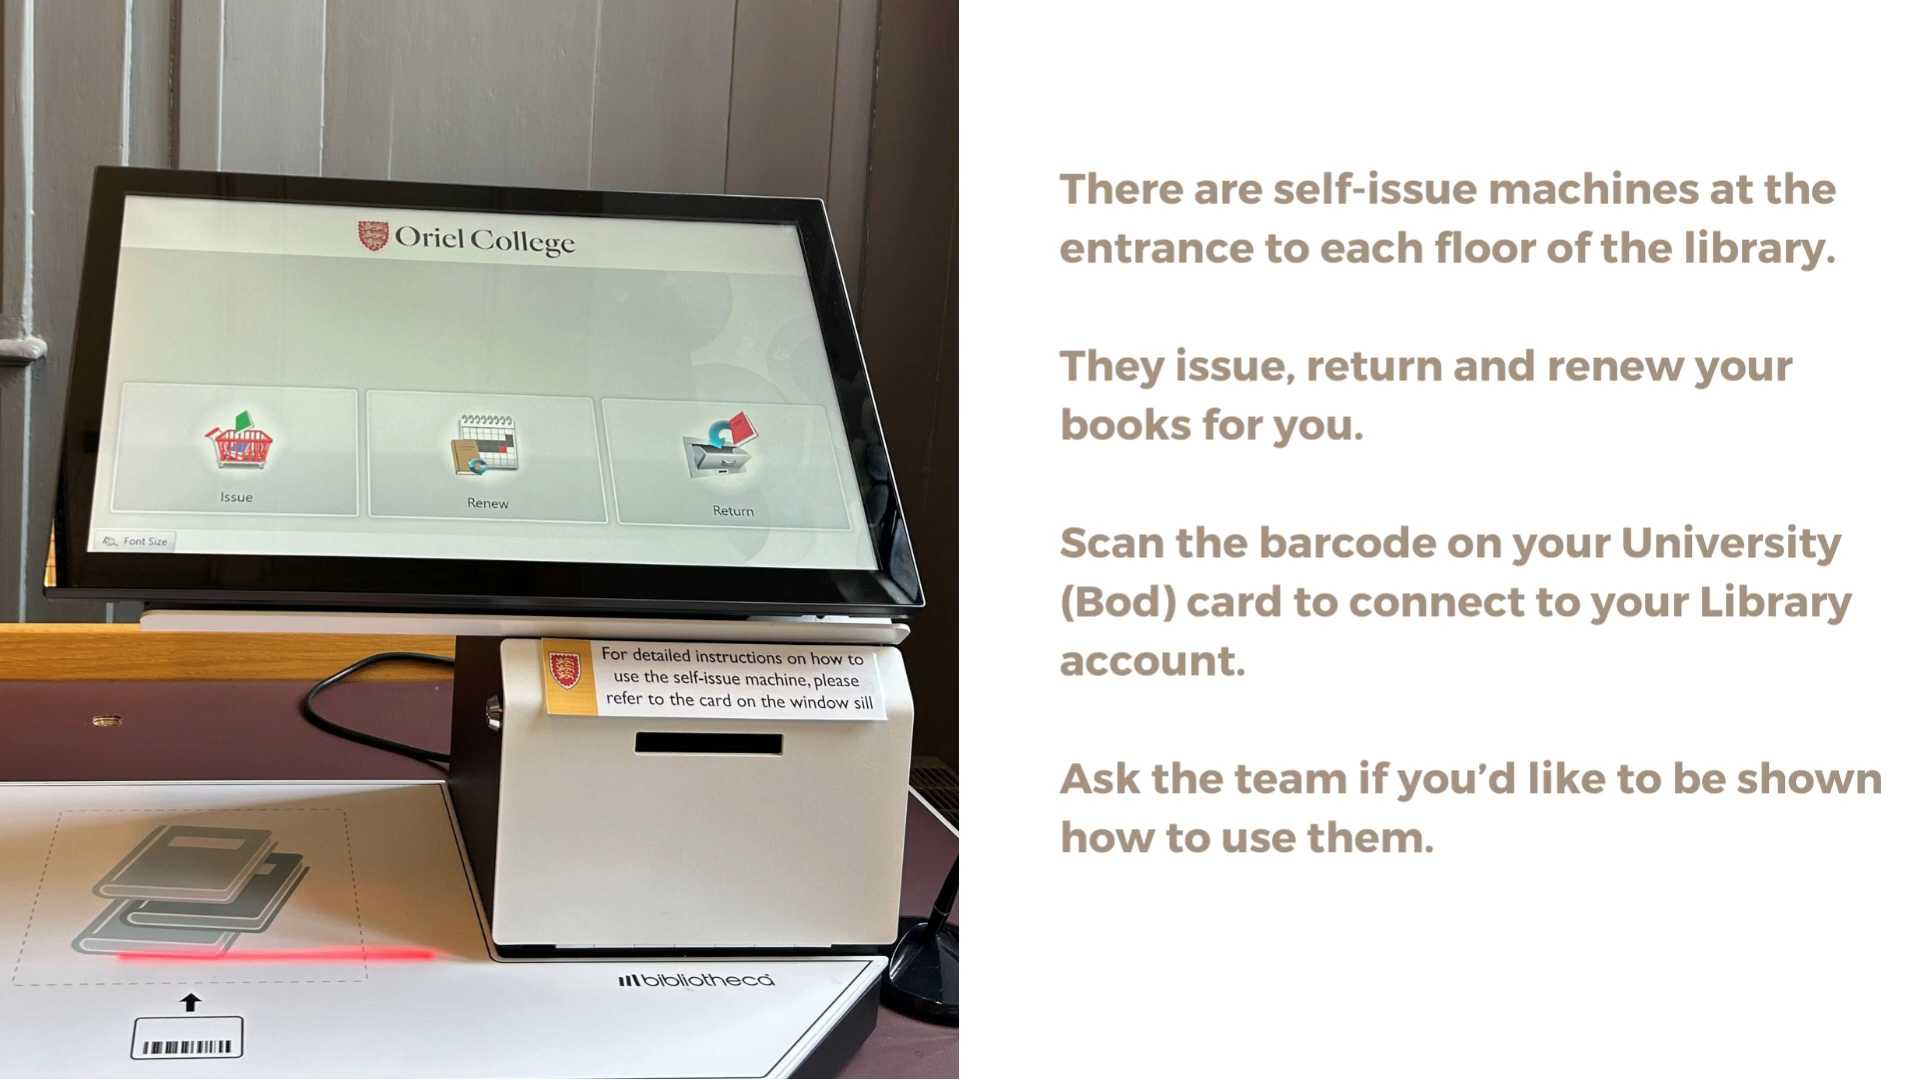 Oriel College
Issue
Renew
Return
Font Size
For detailed instructions on how to
use the self-issue machine, please
refer to the card on the window sill
bibliotheca
There are self-issue machines at the
entrance to each floor of the library.
They issue, return and renew your
books for you.
Scan the barcode on your University
(Bod) card to connect to your Library
account.
Ask the team if you’d like to be shown
how to use them.